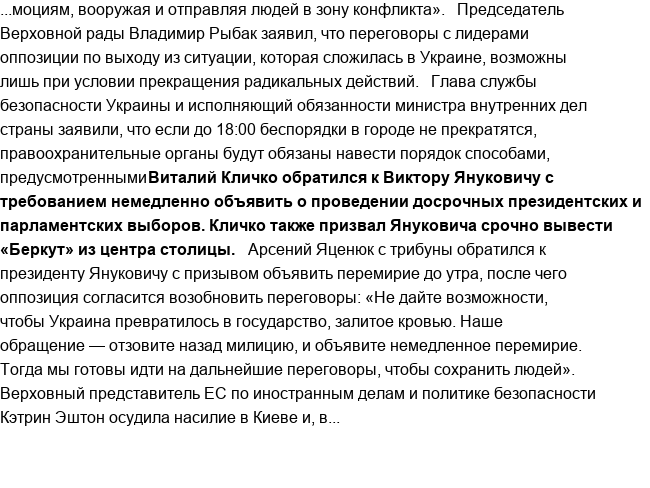 ...моциям, вооружая и отправляя людей в зону конфликта».   Председатель
Верховной рады Владимир Рыбак заявил, что переговоры с лидерами
оппозиции по выходу из ситуации, которая сложилась в Украине, возможны
лишь при условии прекращения радикальных действий.   Глава службы
безопасности Украины и исполняющий обязанности министра внутренних дел
страны заявили, что если до 18:00 беспорядки в городе не прекратятся,
правоохранительные органы будут обязаны навести порядок способами,
предусмотреннымиВиталий Кличко обратился к Виктору Януковичу с
требованием немедленно объявить о проведении досрочных президентских и
парламентских выборов. Кличко также призвал Януковича срочно вывести
«Беркут» из центра столицы.   Арсений Яценюк с трибуны обратился к
президенту Януковичу с призывом объявить перемирие до утра, после чего
оппозиция согласится возобновить переговоры: «Не дайте возможности,
чтобы Украина превратилось в государство, залитое кровью. Наше
обращение — отзовите назад милицию, и объявите немедленное перемирие.
Тогда мы готовы идти на дальнейшие переговоры, чтобы сохранить людей».
Верховный представитель ЕС по иностранным делам и политике безопасности
Кэтрин Эштон осудила насилие в Киеве и, в...